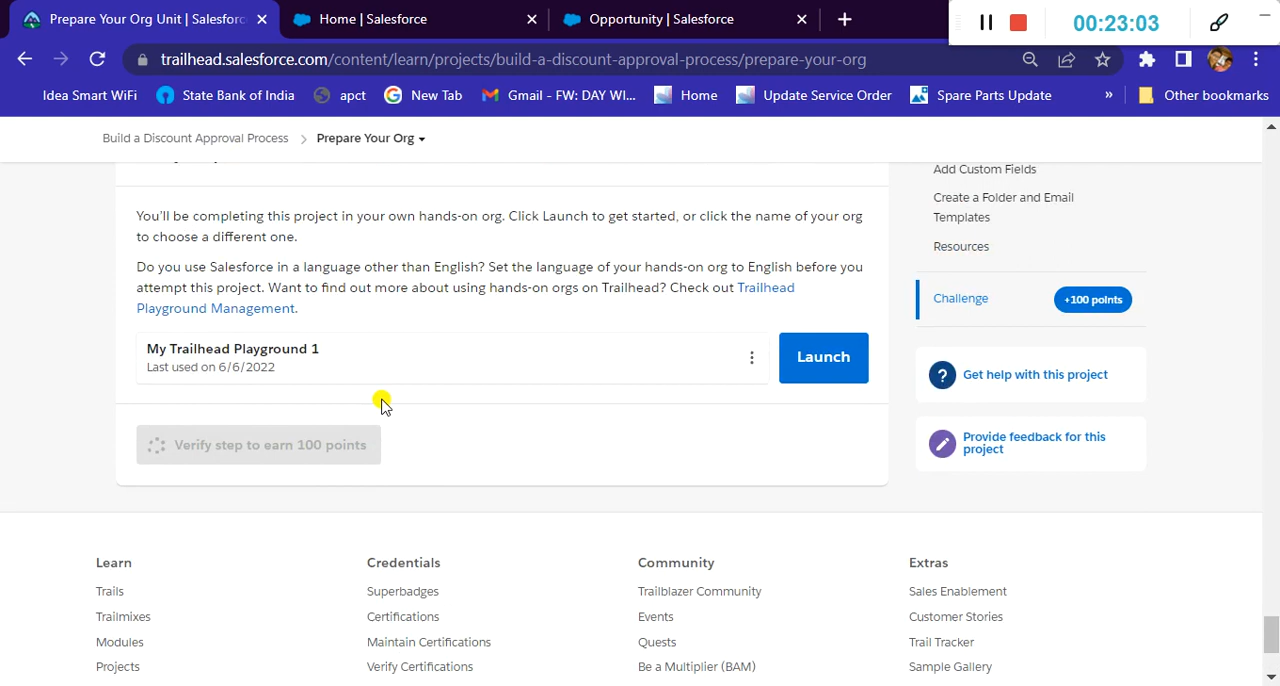 Prepare Your Org Unit | Salesforc
Home | Salesforce
Opportunity | Salesforce
00:23:03
trailhead.salesforce.com/content/learn/projects/build-a-discount-approval-process/prepare-your-org
Idea Smart WiFi
State Bank of India
apct
New Tab
Gmail - FW: DAY WI...
Home
Update Service Order
Spare Parts Update
»
Other bookmarks
Build a Discount Approval Process
Prepare Your Org
You'll be completing this project in your own hands-on org. Click Launch to get started, or click the name of your org
to choose a different one.
Do you use Salesforce in a language other than English? Set the language of your hands-on org to English before you
attempt this project. Want to find out more about using hands-on orgs on Trailhead? Check out Trailhead
Playground Management.
My Trailhead Playground 1
Last used on 6/6/2022
Launch
Verify step to earn 100 points
Add Custom Fields
Create a Folder and Email
Templates
Resources
Challenge
+100 points
Get help with this project
Provide feedback for this
project
Learn
Trails
Trailmixes
Modules
Projects
Credentials
Superbadges
Certifications
Maintain Certifications
Verify Certifications
Community
Trailblazer Community
Events
Quests
Be a Multiplier (BAM)
Extras
Sales Enablement
Customer Stories
Trail Tracker
Sample Gallery